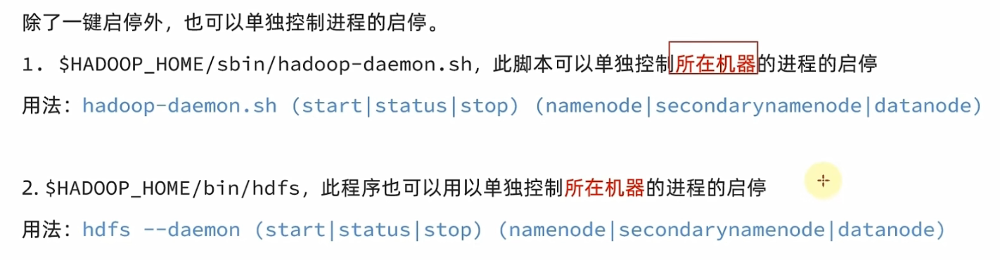 除了一键启停外，也可以单独控制进程的启停。
1. $HADOOP_HOME/sbin/hadoop-daemon.sh，此脚本可以单独控制所在机器的进程的启停
用法：hadoop-daemon.sh (start|status|stop) (namenode|secondarynamenode|datanode)
2. $HADOOP_HOME/bin/hdfs，此程序也可以用以单独控制所在机器的进程的启停
用法：hdfs --daemon (start|status|stop) (namenode|secondarynamenode|datanode)